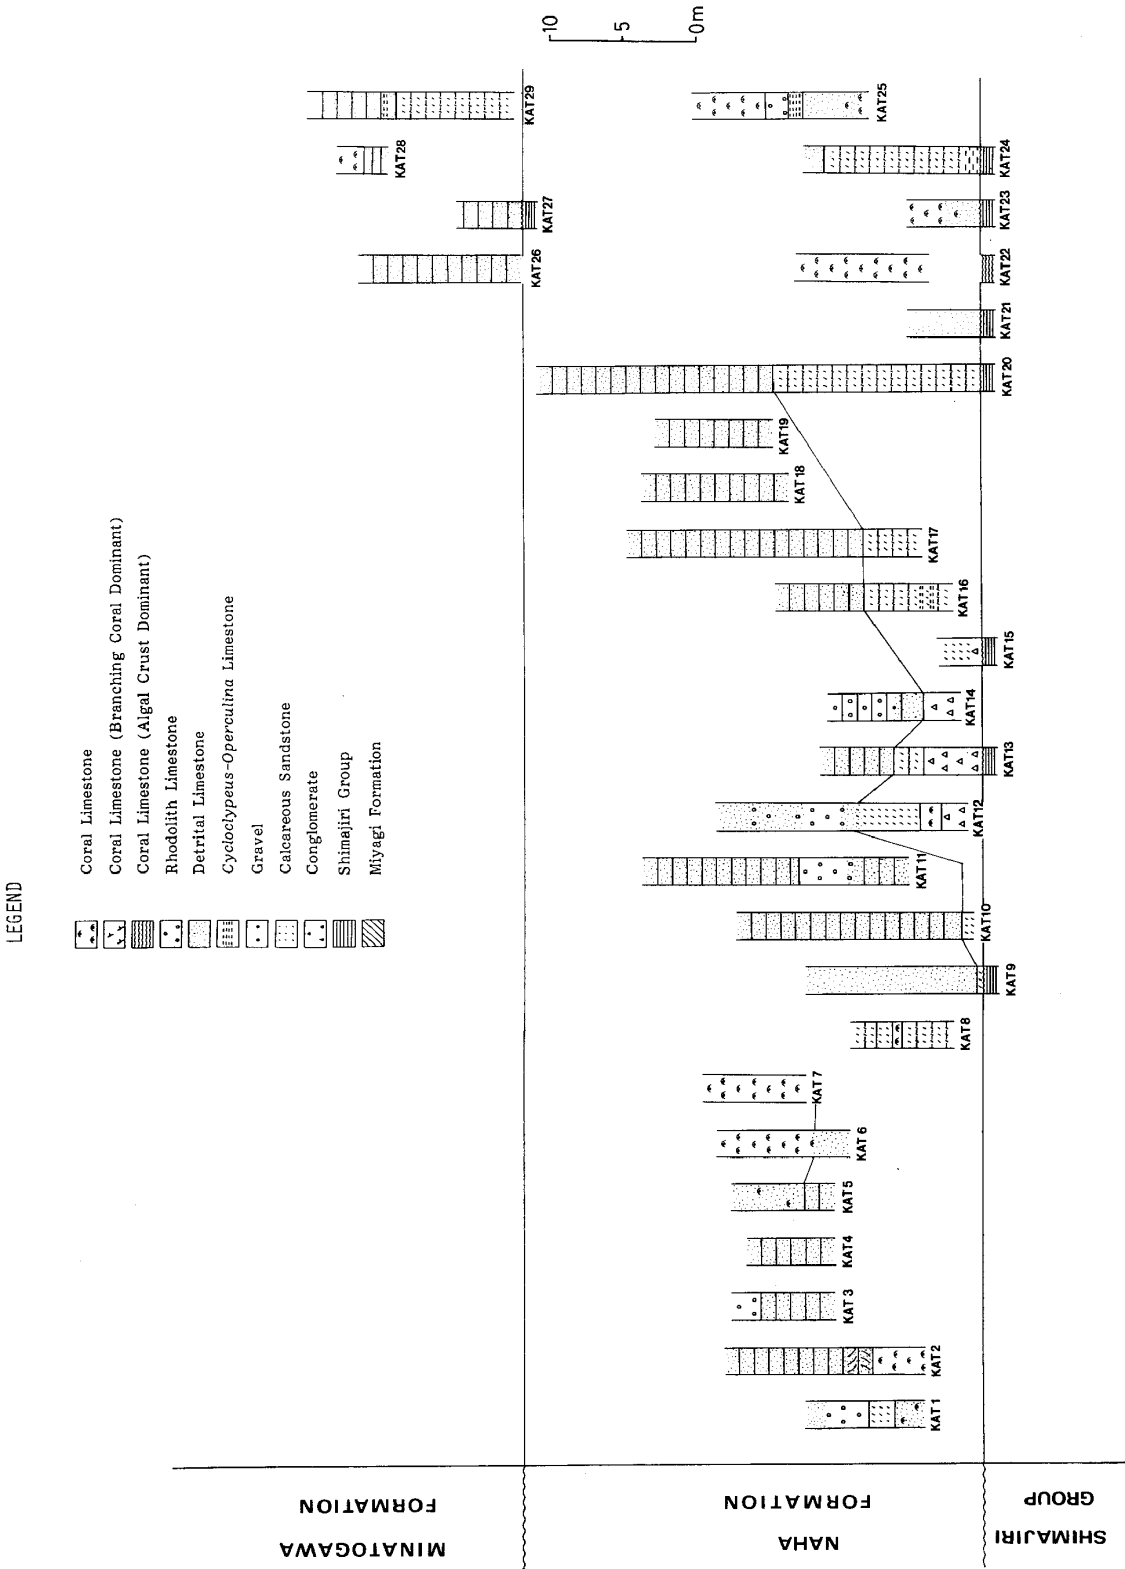 LEGEND
Coral Limestone
Coral Limestone (Branching Coral Dominant)
Coral Limestone (Algal Crust Dominant)
Rhodolith Limestone
Detrital Limestone
Cycloclypeus-Operculina Limestone
Gravel
Calcareous Sandstone
Conglomerate
Shimajiri Group
Miyagi Formation
10
5
0m
MINATOGAWA
FORMATION
KAT26
KAT27
KAT28
KAT29
NAHA
FORMATION
KAT1
KAT2
KAT3
KAT4
KAT5
KAT6
KAT7
KAT8
KAT9
KAT10
KAT11
KAT12
KAT13
KAT14
KAT15
KAT16
KAT17
KAT18
KAT19
KAT20
KAT21
KAT22
KAT23
KAT24
KAT25
SHIMAJIRI
GROUP